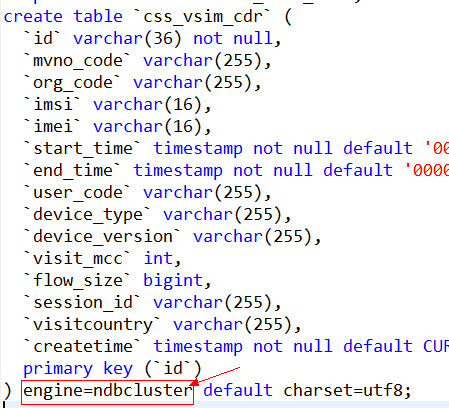 create table `css_vsim_cdr` (
`id` varchar(36) not null,
`mvno_code` varchar(255),
`org_code` varchar(255),
`imsi` varchar(16),
`imei` varchar(16),
`start_time` timestamp not null default '00
`end_time` timestamp not null default '0000
`user_code` varchar(255),
`device_type` varchar(255),
`device_version` varchar(255),
`visit_mcc` int,
`flow_size` bigint,
`session_id` varchar(255),
`visitcountry` varchar(255),
`createtime` timestamp not null default CUR
primary key (`id`)
) engine=ndbcluster default charset=utf8;